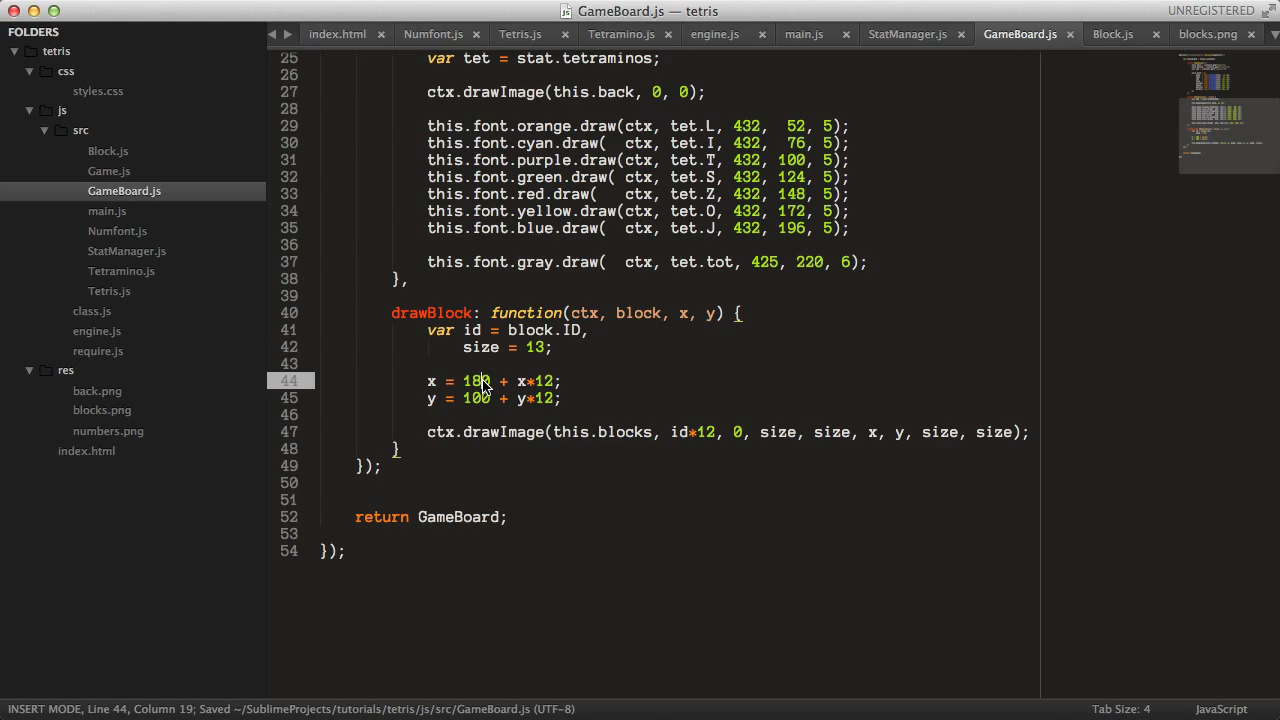 GameBoard.js — tetris
UNREGISTERED
FOLDERS
tetris
css
styles.css
js
src
Block.js
Game.js
GameBoard.js
main.js
Numfont.js
StatManager.js
Tetramino.js
Tetris.js
class.js
engine.js
require.js
res
back.png
blocks.png
numbers.png
index.html
index.html Numfont.js Tetris.js Tetramino.js engine.js main.js StatManager.js GameBoard.js Block.js blocks.png
25 var tet = stat.tetraminos;
26
27 ctx.drawImage(this.back, 0, 0);
28
29 this.font.orange.draw(ctx, tet.L, 432,  52, 5);
30 this.font.cyan.draw(  ctx, tet.I, 432,  76, 5);
31 this.font.purple.draw(ctx, tet.T, 432, 100, 5);
32 this.font.green.draw( ctx, tet.S, 432, 124, 5);
33 this.font.red.draw(   ctx, tet.Z, 432, 148, 5);
34 this.font.yellow.draw(ctx, tet.O, 432, 172, 5);
35 this.font.blue.draw(  ctx, tet.J, 432, 196, 5);
36
37 this.font.gray.draw(  ctx, tet.tot, 425, 220, 6);
38 },
39
40 drawBlock: function(ctx, block, x, y) {
41 var id = block.ID,
42 size = 13;
43
44 x = 180 + x*12;
45 y = 100 + y*12;
46
47 ctx.drawImage(this.blocks, id*12, 0, size, size, x, y, size, size);
48 }
49 });
50
51
52 return GameBoard;
53
54 });
INSERT MODE, Line 44, Column 19; Saved ~/SublimeProjects/tutorials/tetris/js/src/GameBoard.js (UTF-8)
Tab Size: 4
JavaScript